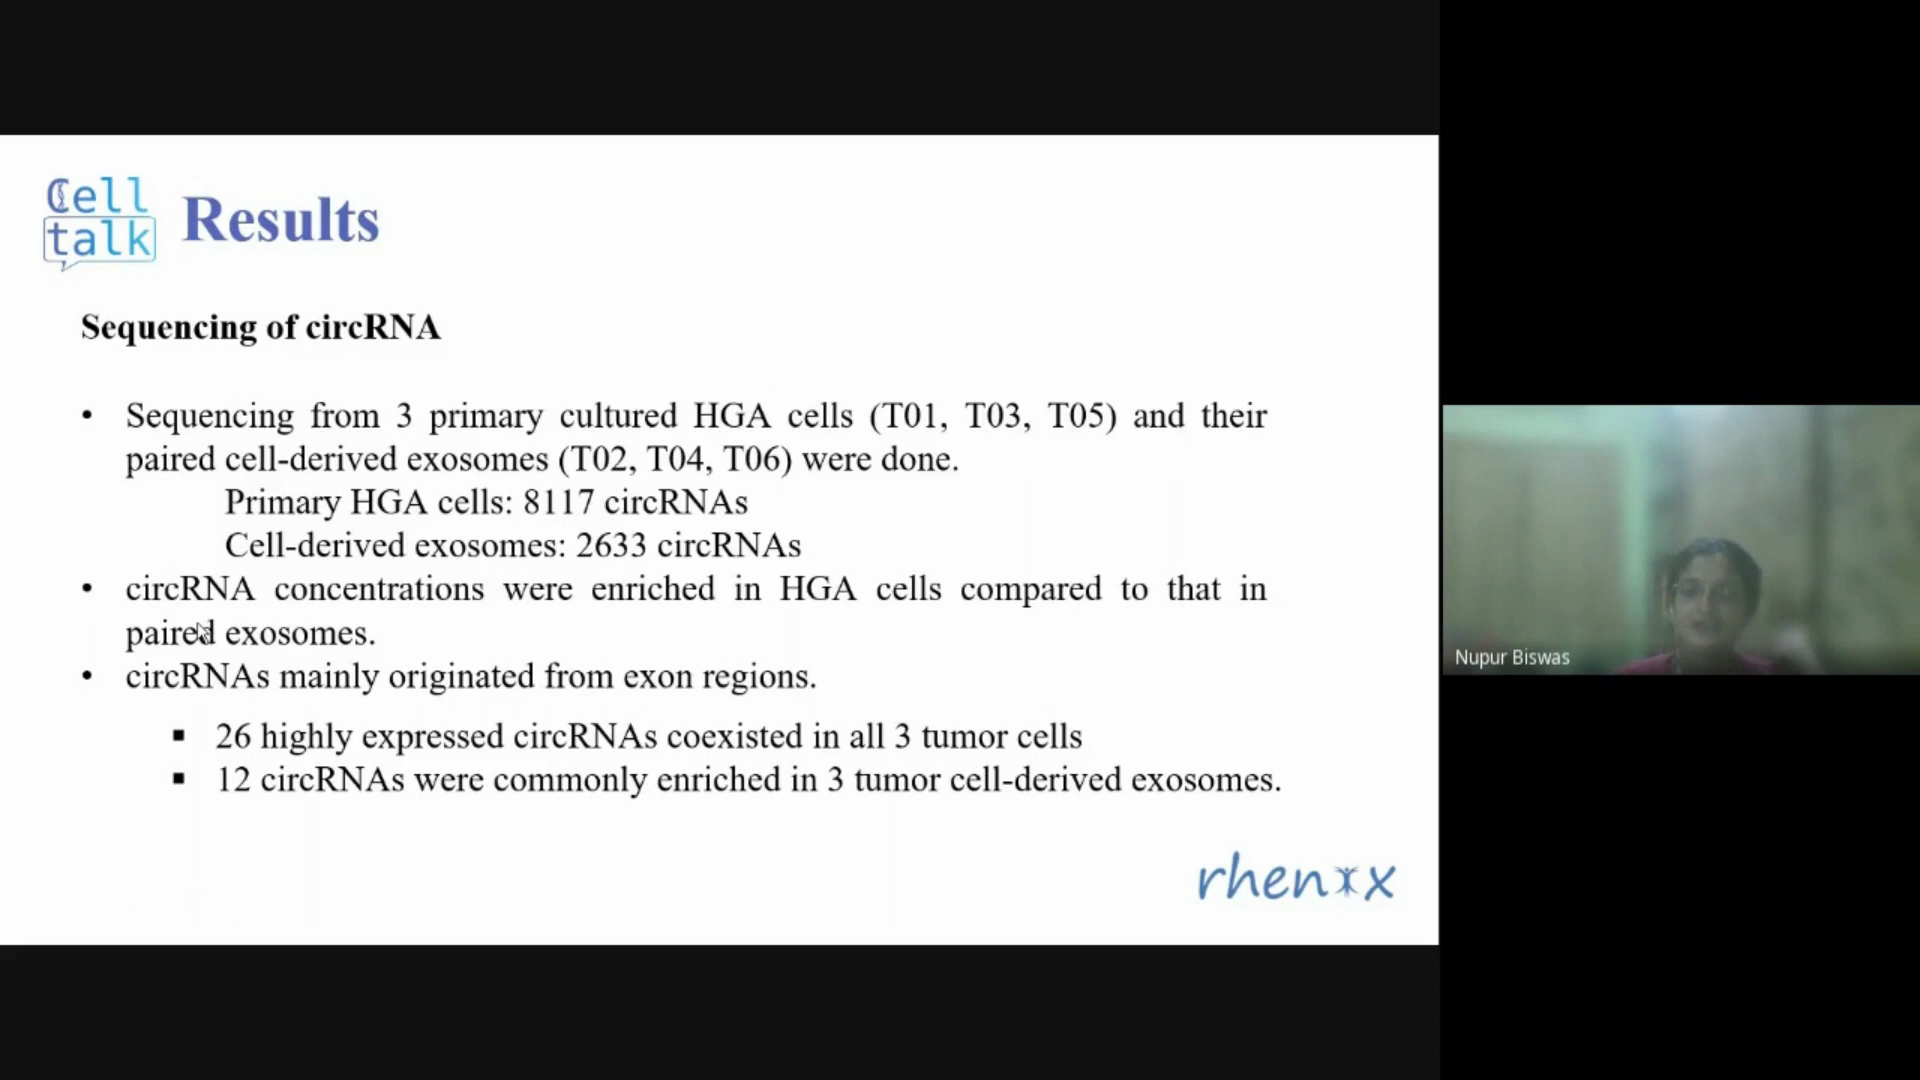 Cell
talk
Results
Sequencing of circRNA
• Sequencing from 3 primary cultured HGA cells (T01, T03, T05) and their
paired cell-derived exosomes (T02, T04, T06) were done.
Primary HGA cells: 8117 circRNAs
Cell-derived exosomes: 2633 circRNAs
• circRNA concentrations were enriched in HGA cells compared to that in
paired exosomes.
• circRNAs mainly originated from exon regions.
▪ 26 highly expressed circRNAs coexisted in all 3 tumor cells
▪ 12 circRNAs were commonly enriched in 3 tumor cell-derived exosomes.
rhenix
Nupur Biswas